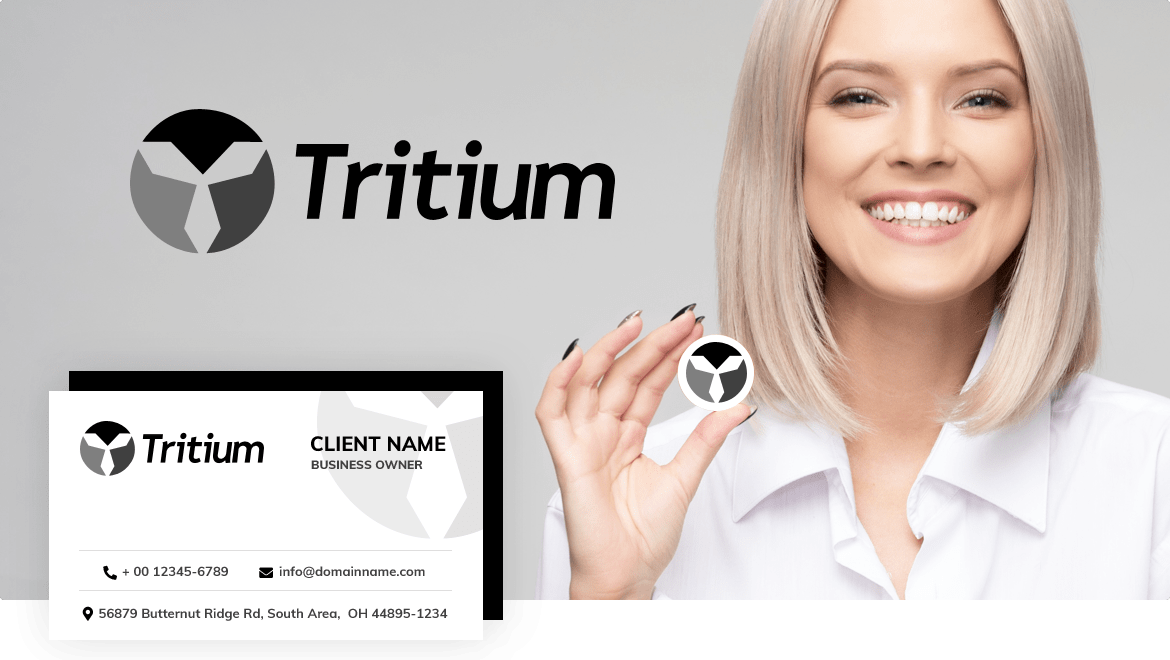 Tritium
Tritium
CLIENT NAME
BUSINESS OWNER
+ 00 12345-6789
info@domainname.com
56879 Butternut Ridge Rd, South Area, OH 44895-1234